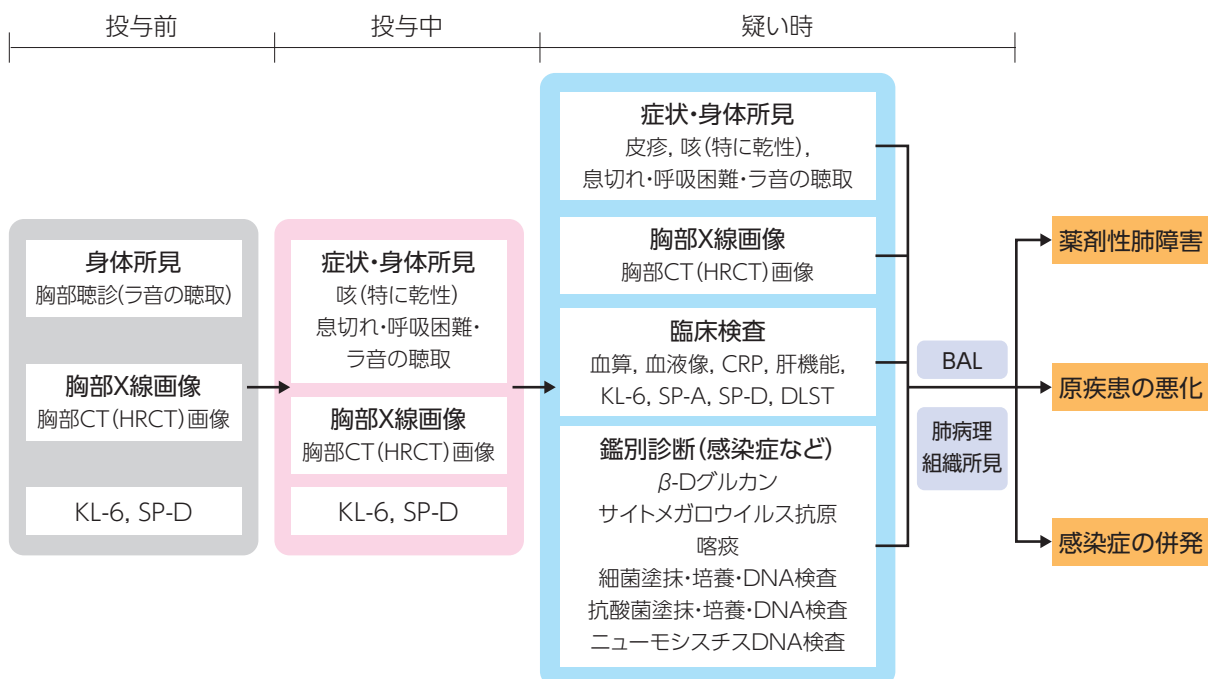 投与前
投与中
疑い時
身体所見
胸部聴診(ラ音の聴取)
胸部X線画像
胸部CT(HRCT)画像
KL-6, SP-D
症状・身体所見
咳(特に乾性)
息切れ・呼吸困難・
ラ音の聴取
胸部X線画像
胸部CT(HRCT)画像
KL-6, SP-D
症状・身体所見
皮疹, 咳(特に乾性),
息切れ・呼吸困難・ラ音の聴取
胸部X線画像
胸部CT(HRCT)画像
臨床検査
血算, 血液像, CRP, 肝機能,
KL-6, SP-A, SP-D, DLST
鑑別診断(感染症など)
β-Dグルカン
サイトメガロウイルス抗原
喀痰
細菌塗抹・培養・DNA検査
抗酸菌塗抹・培養・DNA検査
ニューモシスチスDNA検査
BAL
肺病理
組織所見
薬剤性肺障害
原疾患の悪化
感染症の併発